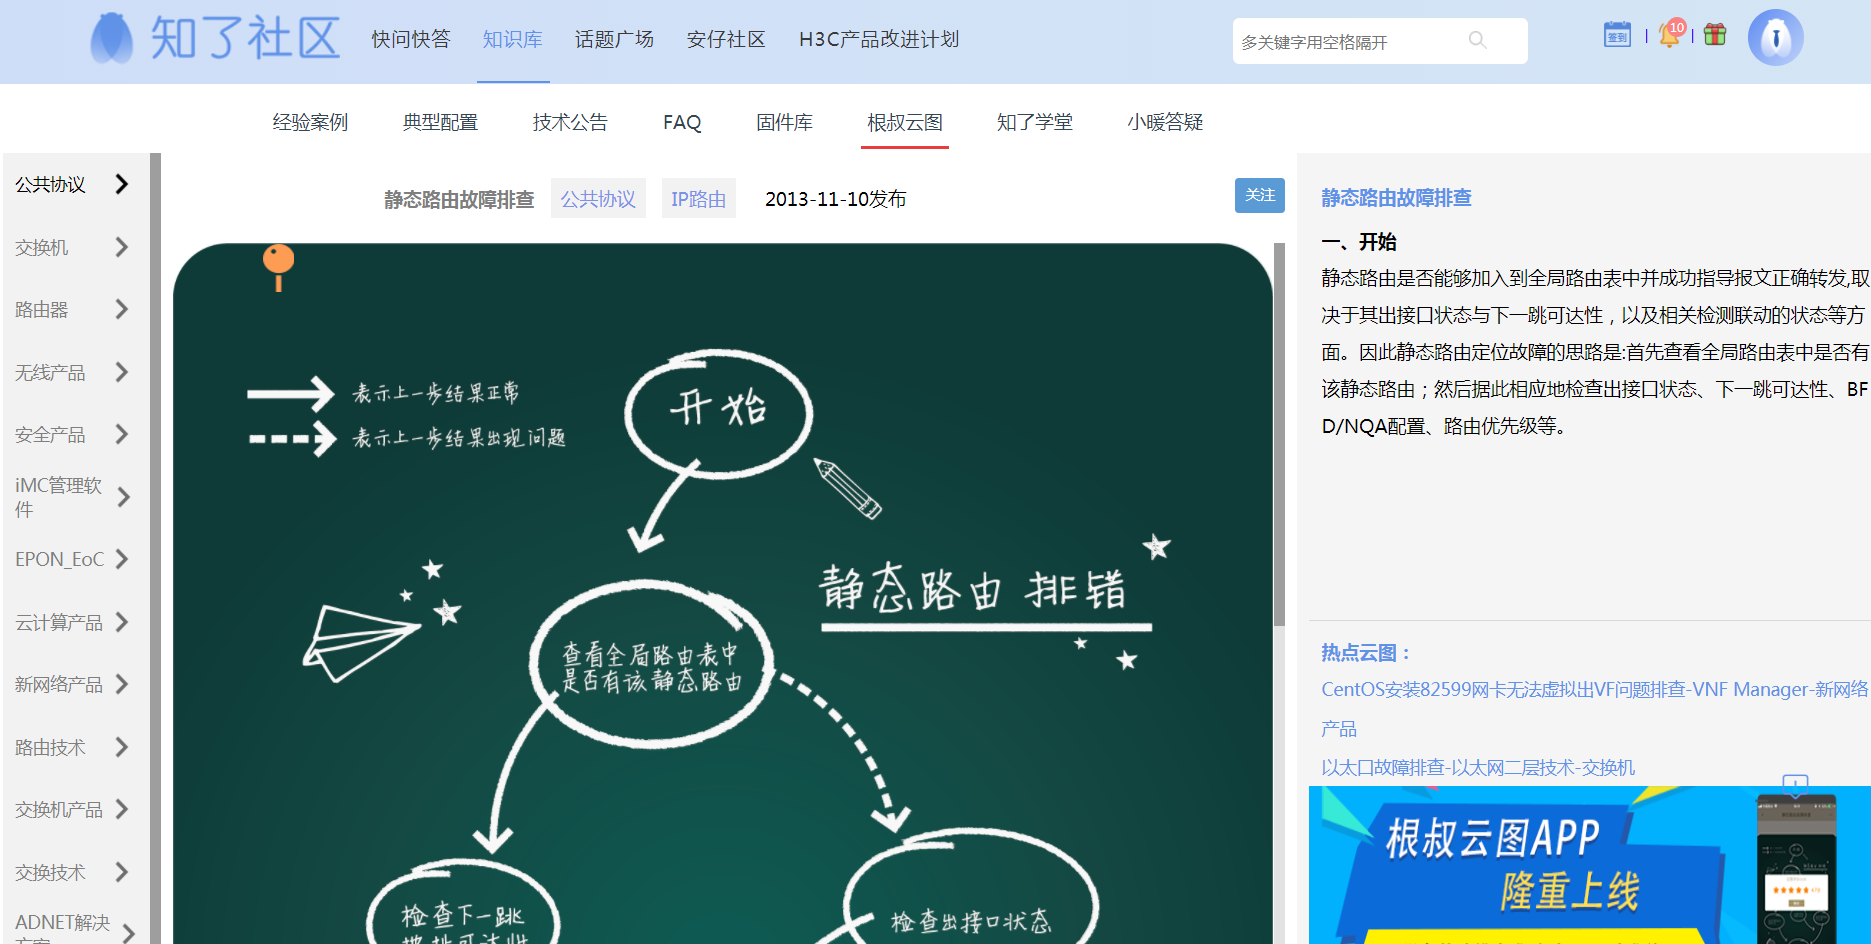 知了社区
快问快答
知识库
话题广场
安仔社区
H3C产品改进计划
多关键字用空格隔开
签到
10
经验案例
典型配置
技术公告
FAQ
固件库
根叔云图
知了学堂
小暖答疑
公共协议
交换机
路由器
无线产品
安全产品
iMC管理软
件
EPON_EoC
云计算产品
新网络产品
路由技术
交换机产品
交换技术
ADNET解决
方案
静态路由故障排查
公共协议
IP路由
2013-11-10发布
关注
表示上一步结果正常
表示上一步结果出现问题
开始
静态路由 排错
查看全局路由表中
是否有该静态路由
检查下一跳
检查出接口状态
静态路由故障排查
一、开始
静态路由是否能够加入到全局路由表中并成功指导报文正确转发,取
决于其出接口状态与下一跳可达性，以及相关检测联动的状态等方
面。因此静态路由定位故障的思路是:首先查看全局路由表中是否有
该静态路由；然后据此相应地检查出接口状态、下一跳可达性、BF
D/NQA配置、路由优先级等。
热点云图：
CentOS安装82599网卡无法虚拟出VF问题排查-VNF Manager-新网络
产品
以太口故障排查-以太网二层技术-交换机
根叔云图APP
隆重上线